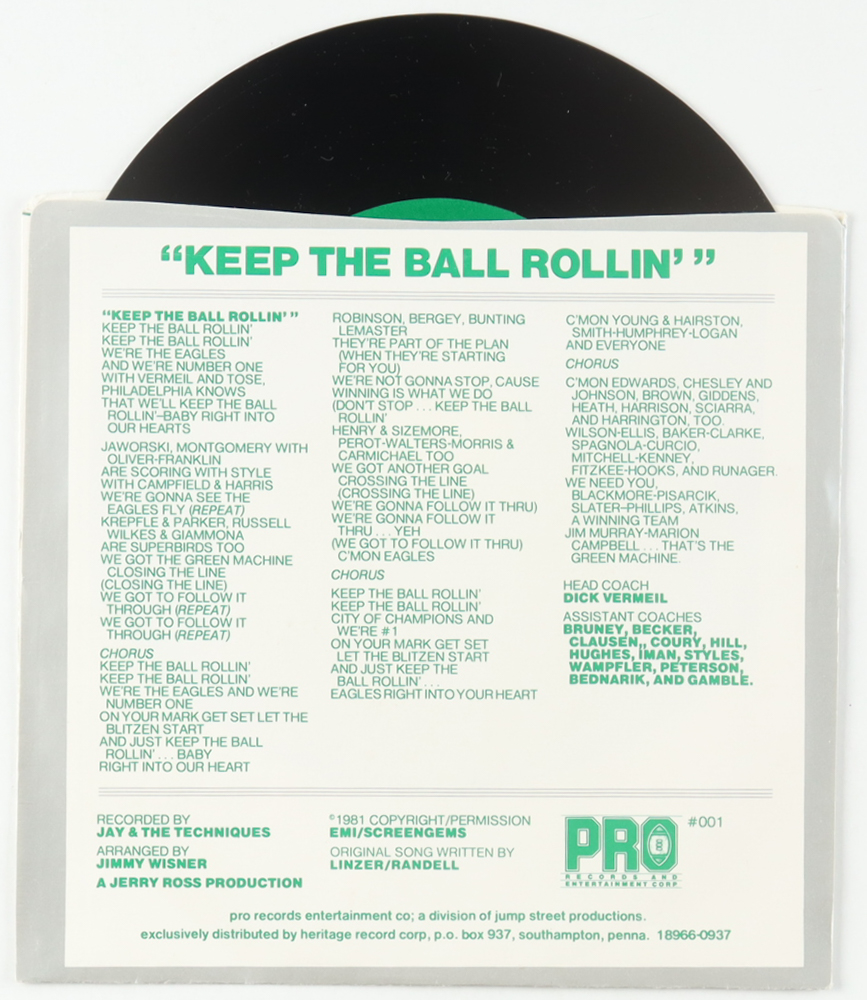 “KEEP THE BALL ROLLIN’ ”
“KEEP THE BALL ROLLIN’ ”
KEEP THE BALL ROLLIN’
KEEP THE BALL ROLLIN’
WE’RE THE EAGLES
AND WE’RE NUMBER ONE
WITH VERMEIL AND TOSE,
PHILADELPHIA KNOWS
THAT WE’LL KEEP THE BALL
ROLLIN’–BABY RIGHT INTO
OUR HEARTS
JAWORSKI, MONTGOMERY WITH
OLIVER-FRANKLIN
ARE SCORING WITH STYLE
WITH CAMPFIELD & HARRIS
WE’RE GONNA SEE THE
EAGLES FLY (REPEAT)
KREPFLE & PARKER, RUSSELL
WILKES & GIAMMONA
ARE SUPERBIRDS TOO
WE GOT THE GREEN MACHINE
(CLOSING THE LINE
(CLOSING THE LINE)
WE GOT TO FOLLOW IT
THROUGH (REPEAT)
WE GOT TO FOLLOW IT
THROUGH (REPEAT)
CHORUS
KEEP THE BALL ROLLIN’
KEEP THE BALL ROLLIN’
WE’RE THE EAGLES AND WE’RE
NUMBER ONE
ON YOUR MARK GET SET LET THE
BLITZEN START
AND JUST KEEP THE BALL
ROLLIN’ . . . BABY
RIGHT INTO OUR HEART
ROBINSON, BERGEY, BUNTING
LEMASTER
THEY’RE PART OF THE PLAN
(WHEN THEY’RE STARTING
FOR YOU)
WE’RE NOT GONNA STOP, CAUSE
WINNING IS WHAT WE DO
(DON’T STOP . . . KEEP THE BALL
ROLLIN’
HENRY & SIZEMORE,
PEROT-WALTERS-MORRIS &
CARMICHAEL TOO
WE GOT ANOTHER GOAL
CROSSING THE LINE
(CROSSING THE LINE)
WE’RE GONNA FOLLOW IT THRU)
WE’RE GONNA FOLLOW IT
THRU . . . YEH
(WE GOT TO FOLLOW IT THRU)
C’MON EAGLES
CHORUS
KEEP THE BALL ROLLIN’
KEEP THE BALL ROLLIN’
CITY OF CHAMPIONS AND
WE’RE #1
ON YOUR MARK GET SET
LET THE BLITZEN START
AND JUST KEEP THE
BALL ROLLIN’ . . .
EAGLES RIGHT INTO YOUR HEART
C’MON YOUNG & HAIRSTON,
SMITH-HUMPHREY-LOGAN
AND EVERYONE
CHORUS
C’MON EDWARDS, CHESLEY AND
JOHNSON, BROWN, GIDDENS,
HEATH, HARRISON, SCIARRA,
AND HARRINGTON, TOO.
WILSON-ELLIS, BAKER-CLARKE,
SPAGNOLA-CURCIO,
MITCHELL-KENNEY,
FITZKEE-HOOKS, AND RUNAGER.
WE NEED YOU,
BLACKMORE-PISARCIK,
SLATER–PHILLIPS, ATKINS,
A WINNING TEAM
JIM MURRAY-MARION
CAMPBELL . . . THAT’S THE
GREEN MACHINE.
HEAD COACH
DICK VERMEIL
ASSISTANT COACHES
BRUNEY, BECKER,
CLAUSEN,, COURY, HILL,
HUGHES, IMAN, STYLES,
WAMPFLER, PETERSON,
BEDNARIK, AND GAMBLE.
RECORDED BY
JAY & THE TECHNIQUES
ARRANGED BY
JIMMY WISNER
A JERRY ROSS PRODUCTION
©1981 COPYRIGHT/PERMISSION
EMI/SCREENGEMS
ORIGINAL SONG WRITTEN BY
LINZER/RANDELL
PRO #001
RECORDS AND
ENTERTAINMENT CORP
pro records entertainment co; a division of jump street productions.
exclusively distributed by heritage record corp, p.o. box 937, southampton, penna. 18966-0937